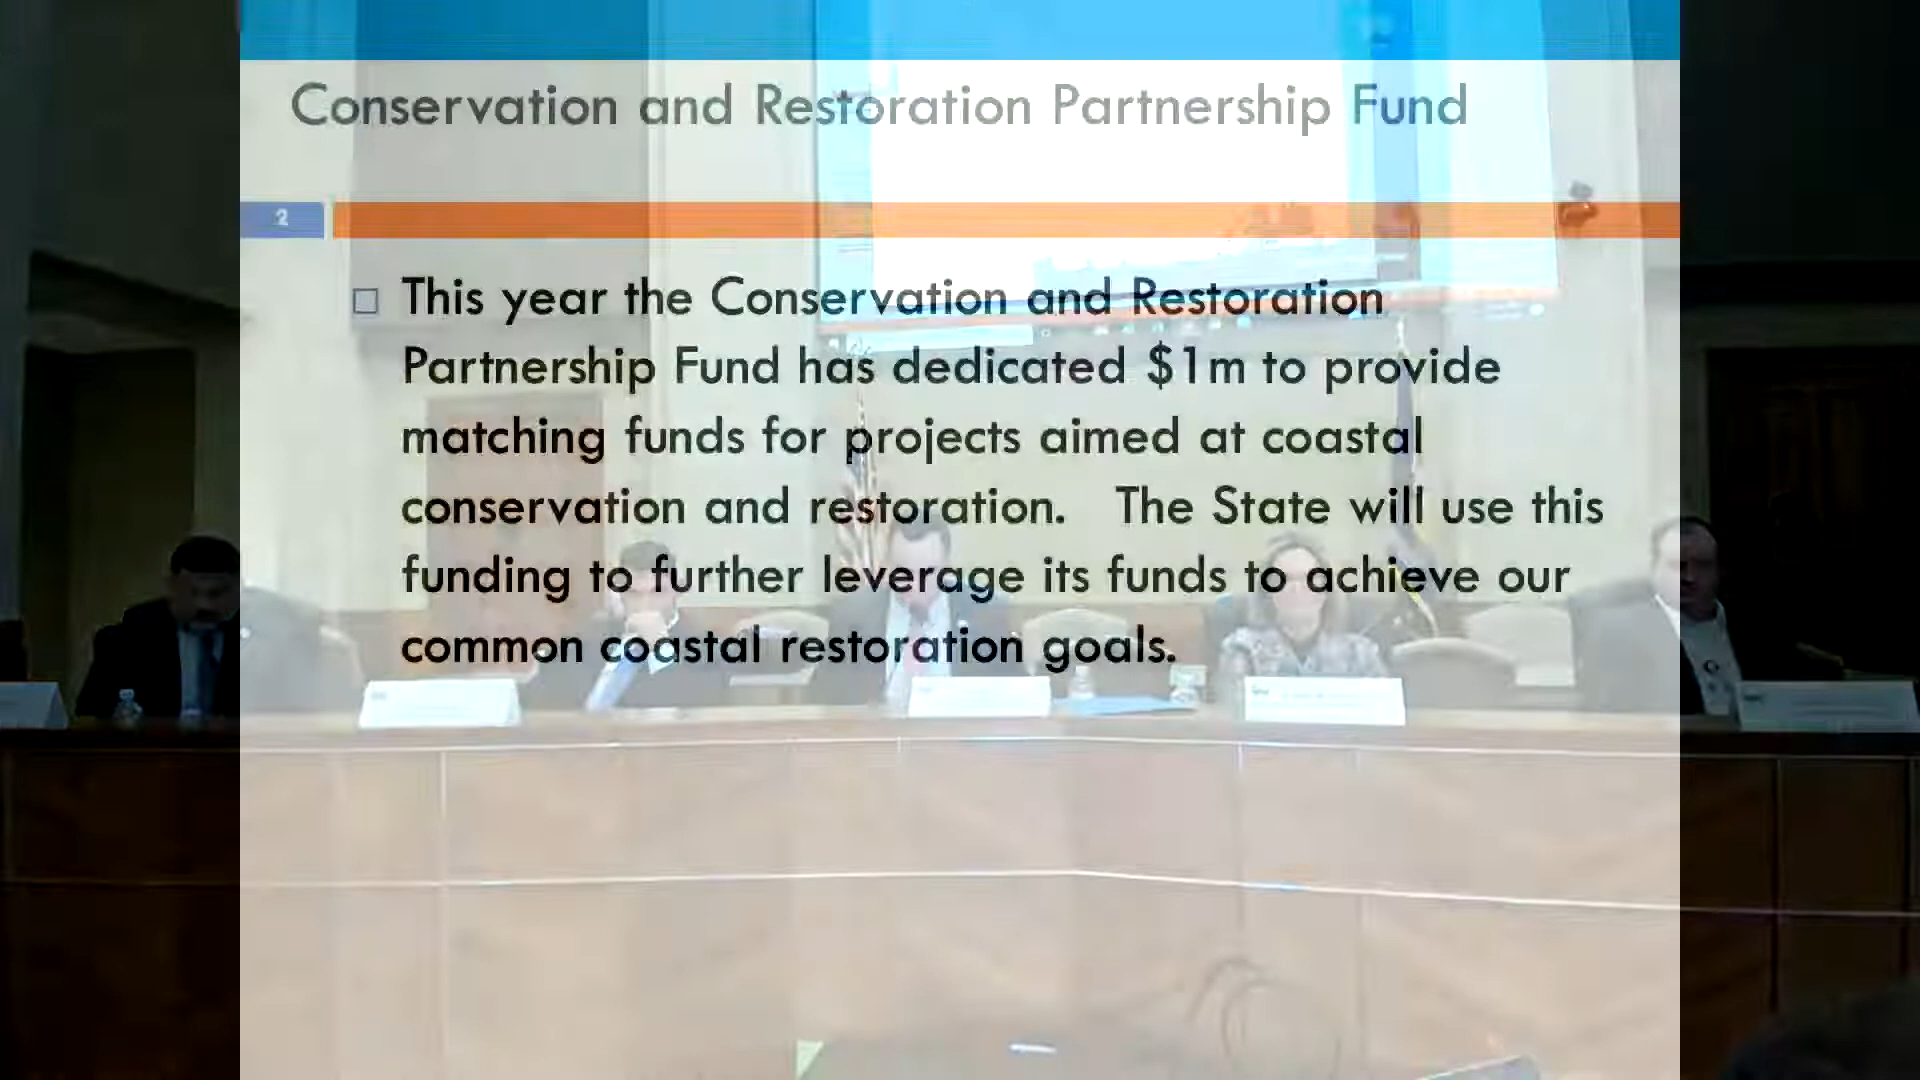 Conservation and Restoration Partnership Fund
2
This year the Conservation and Restoration
Partnership Fund has dedicated $1m to provide
matching funds for projects aimed at coastal
conservation and restoration. The State will use this
funding to further leverage its funds to achieve our
common coastal restoration goals.